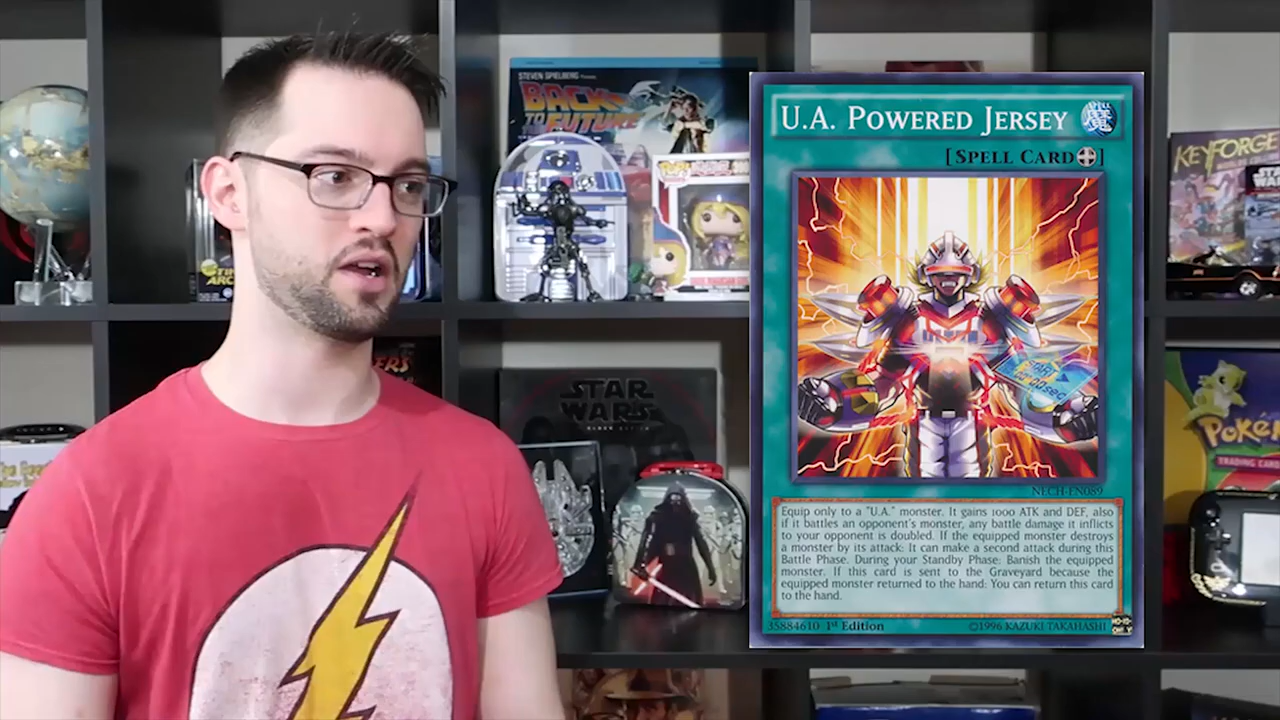 STEVEN SPIELBERG Presents
BACK
TO THE
FUTURE
U.A. POWERED JERSEY
[SPELL CARD]
KEYFORGE
STAR
WARS
START
NECH-EN089
Equip only to a "U.A." monster. It gains 1000 ATK and DEF, also
if it battles an opponent's monster, any battle damage it inflicts
to your opponent is doubled. If the equipped monster destroys
a monster by its attack: It can make a second attack during this
Battle Phase. During your Standby Phase: Banish the equipped
monster. If this card is sent to the Graveyard because the
equipped monster returned to the hand: You can return this card
to the hand.
35884610 1st Edition
©1996 KAZUKI TAKAHASHI
STAR
WARS
Poké
TRADING CARD